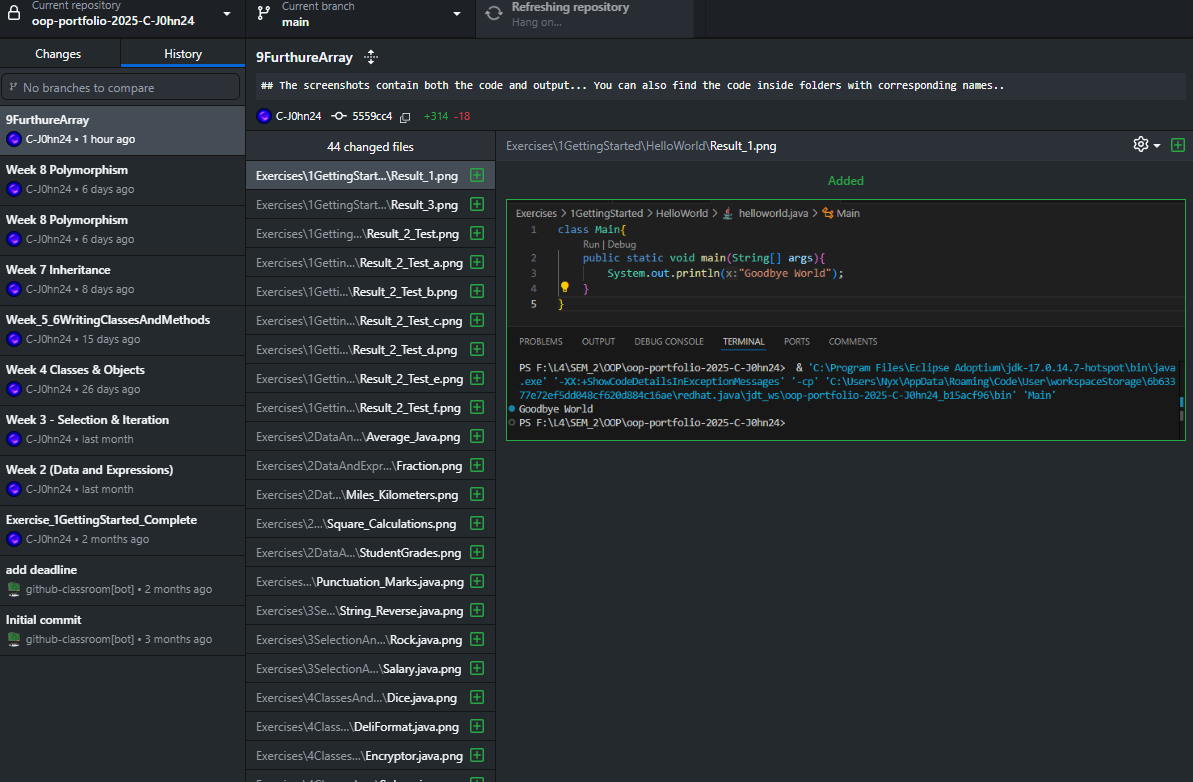 Current repository
oop-portfolio-2025-C-J0hn24
Current branch
main
Refreshing repository
Hang on...
Changes
History
No branches to compare
9FurthureArray
C-J0hn24 • 1 hour ago
Week 8 Polymorphism
C-J0hn24 • 6 days ago
Week 8 Polymorphism
C-J0hn24 • 6 days ago
Week 7 Inheritance
C-J0hn24 • 8 days ago
Week_5_6WritingClassesAndMethods
C-J0hn24 • 15 days ago
Week 4 Classes & Objects
C-J0hn24 • 26 days ago
Week 3 - Selection & Iteration
C-J0hn24 • last month
Week 2 (Data and Expressions)
C-J0hn24 • last month
Exercise_1GettingStarted_Complete
C-J0hn24 • 2 months ago
add deadline
github-classroom[bot] • 2 months ago
Initial commit
github-classroom[bot] • 3 months ago
9FurthureArray
## The screenshots contain both the code and output... You can also find the code inside folders with corresponding names..
C-J0hn24 5559cc4 +314 -18
44 changed files
Exercises\1GettingStart...\Result_1.png
Exercises\1GettingStart...\Result_3.png
Exercises\1Getting...\Result_2_Test.png
Exercises\1Gettin...\Result_2_Test_a.png
Exercises\1Getti...\Result_2_Test_b.png
Exercises\1Gettin...\Result_2_Test_c.png
Exercises\1Getti...\Result_2_Test_d.png
Exercises\1Gettin...\Result_2_Test_e.png
Exercises\1Gettin...\Result_2_Test_f.png
Exercises\2DataAn...\Average_Java.png
Exercises\2DataAndExpr...\Fraction.png
Exercises\2Dat...\Miles_Kilometers.png
Exercises\2...\Square_Calculations.png
Exercises\2DataA...\StudentGrades.png
Exercises...\Punctuation_Marks.java.png
Exercises\3Se...\String_Reverse.java.png
Exercises\3SelectionAn...\Rock.java.png
Exercises\3SelectionA...\Salary.java.png
Exercises\4ClassesAnd...\Dice.java.png
Exercises\4Class...\DeliFormat.java.png
Exercises\4Classes...\Encryptor.java.png
Exercises\1GettingStarted\HelloWorld\Result_1.png
Added
Exercises > 1GettingStarted > HelloWorld > helloworld.java > Main
1 class Main{
Run | Debug
2 public static void main(String[] args){
3 System.out.println(x:"Goodbye World");
4 }
5 }
PROBLEMS OUTPUT DEBUG CONSOLE TERMINAL PORTS COMMENTS
PS F:\L4\SEM_2\OOP\oop-portfolio-2025-C-J0hn24> & 'C:\Program Files\Eclipse Adoptium\jdk-17.0.14.7-hotspot\bin\java
.exe' '-XX:+ShowCodeDetailsInExceptionMessages' '-cp' 'C:\Users\Nyx\AppData\Roaming\Code\User\workspaceStorage\6b633
77e72ef5dd048cf620d884c16ae\redhat.java\jdt_ws\oop-portfolio-2025-C-J0hn24_b15acf96\bin' 'Main'
Goodbye World
PS F:\L4\SEM_2\OOP\oop-portfolio-2025-C-J0hn24>